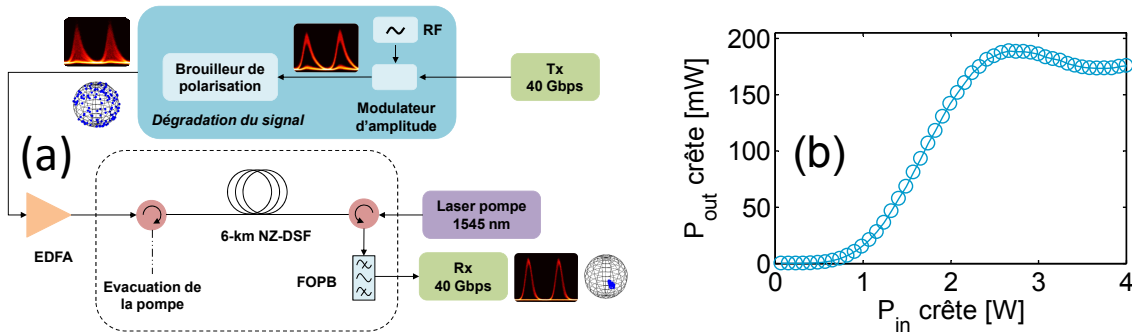 (a)
RF
Brouilleur de
polarisation
Tx
40 Gbps
Modulateur
d'amplitude
Dégradation du signal
EDFA
6-km NZ-DSF
Laser pompe
1545 nm
Evacuation de
la pompe
FOPB
Rx
40 Gbps
(b)
P_out crête [mW]
200
150
100
50
0
0 1 2 3 4
P_in crête [W]